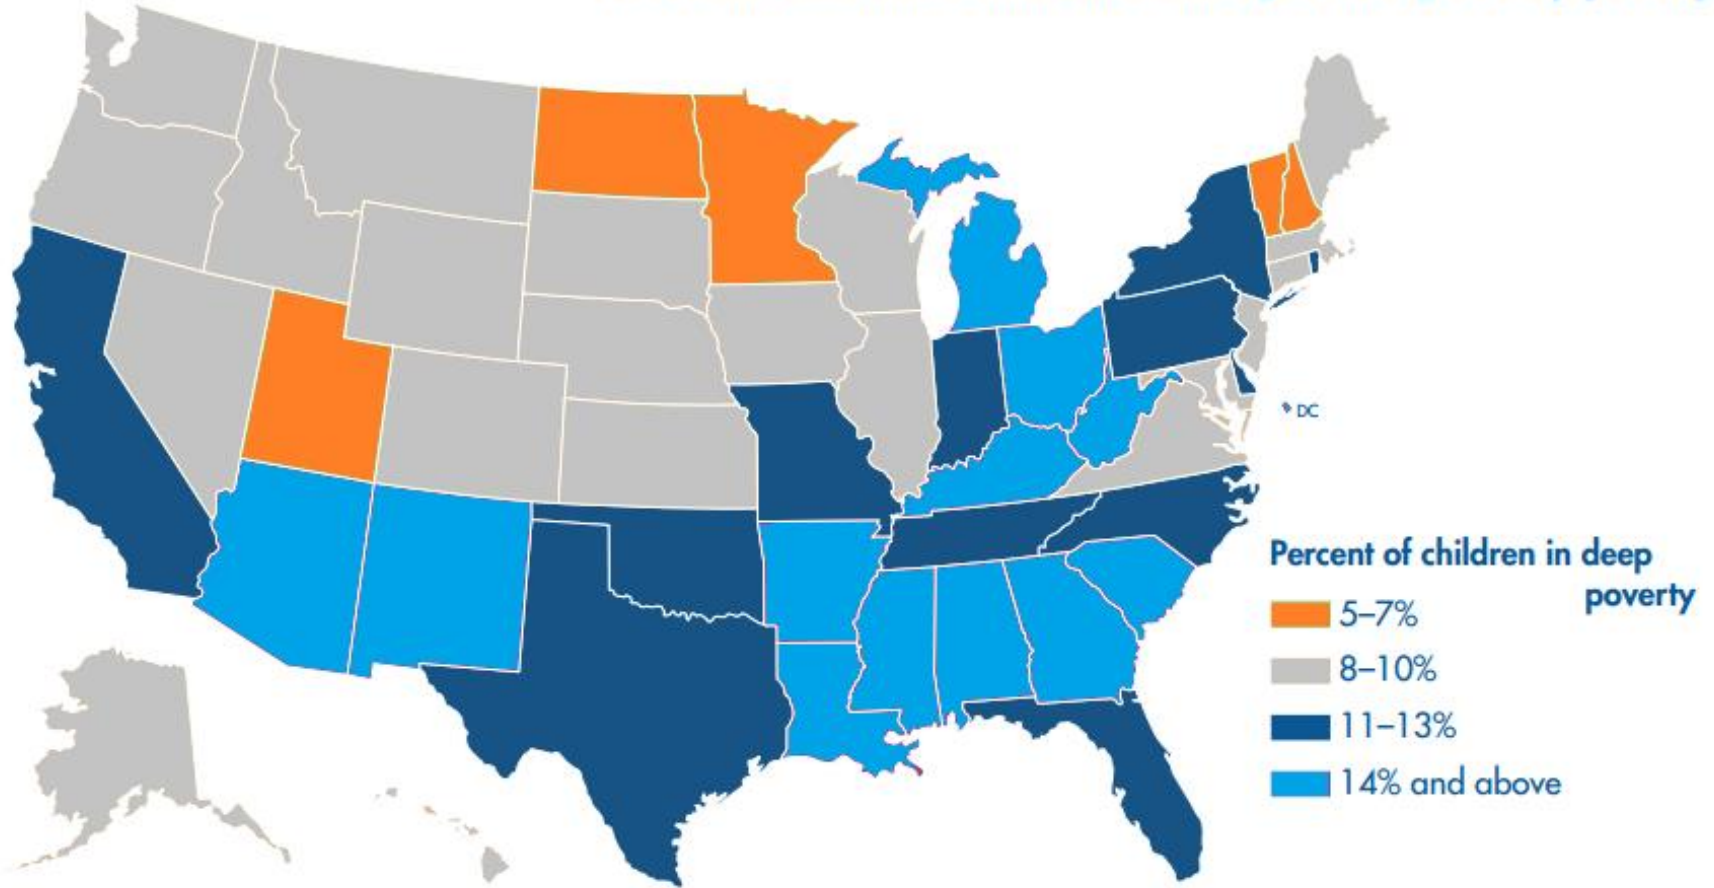 DC
Percent of children in deep
poverty
5–7%
8–10%
11–13%
14% and above